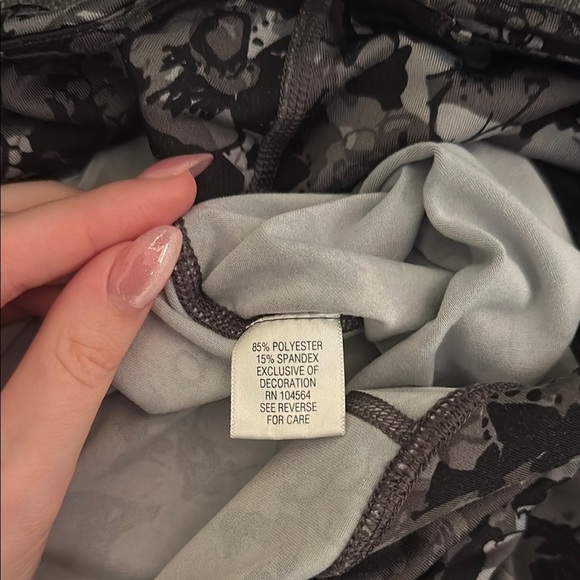 85% POLYESTER
15% SPANDEX
EXCLUSIVE OF
DECORATION
RN 104564
SEE REVERSE
FOR CARE